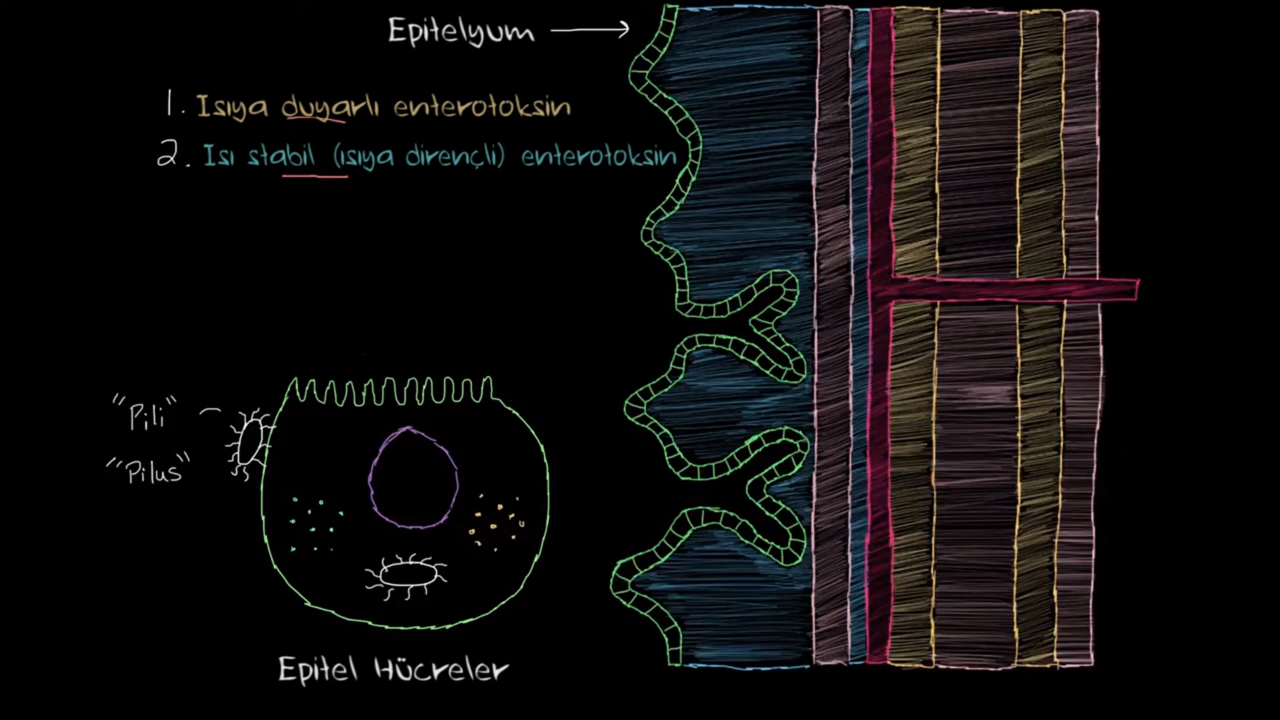 Epitelyum
1. Isıya duyarlı enterotoksin
2. Isı stabil (ısıya dirençli) enterotoksin
"Pili"
"Pilus"
Epitel Hücreler